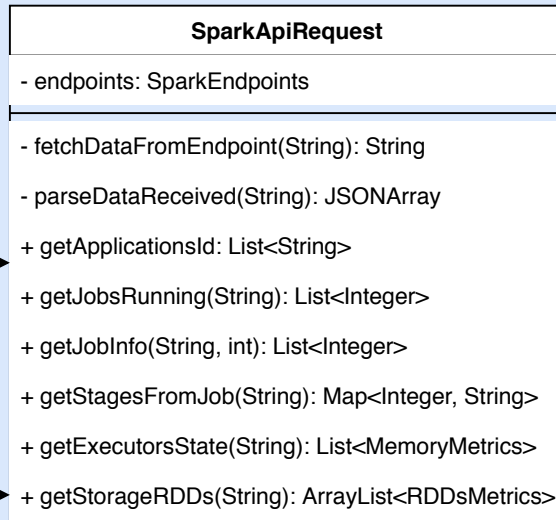 SparkApiRequest
- endpoints: SparkEndpoints
- fetchDataFromEndpoint(String): String
- parseDataReceived(String): JSONArray
+ getApplicationsId: List<String>
+ getJobsRunning(String): List<Integer>
+ getJobInfo(String, int): List<Integer>
+ getStagesFromJob(String): Map<Integer, String>
+ getExecutorsState(String): List<MemoryMetrics>
+ getStorageRDDs(String): ArrayList<RDDsMetrics>